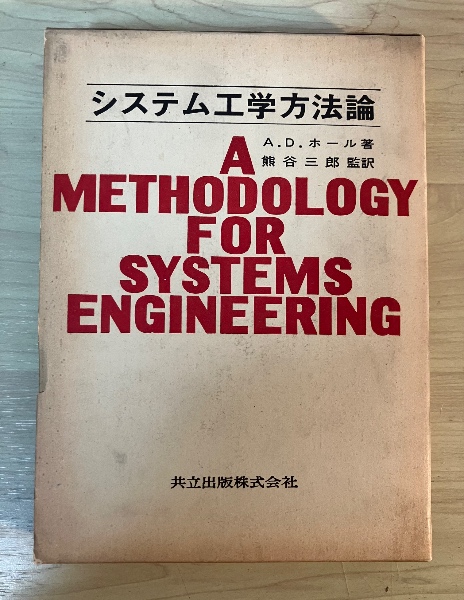 システム工学方法論
A.D.ホール著
熊谷三郎監訳
A
METHODOLOGY
FOR
SYSTEMS
ENGINEERING
共立出版株式会社